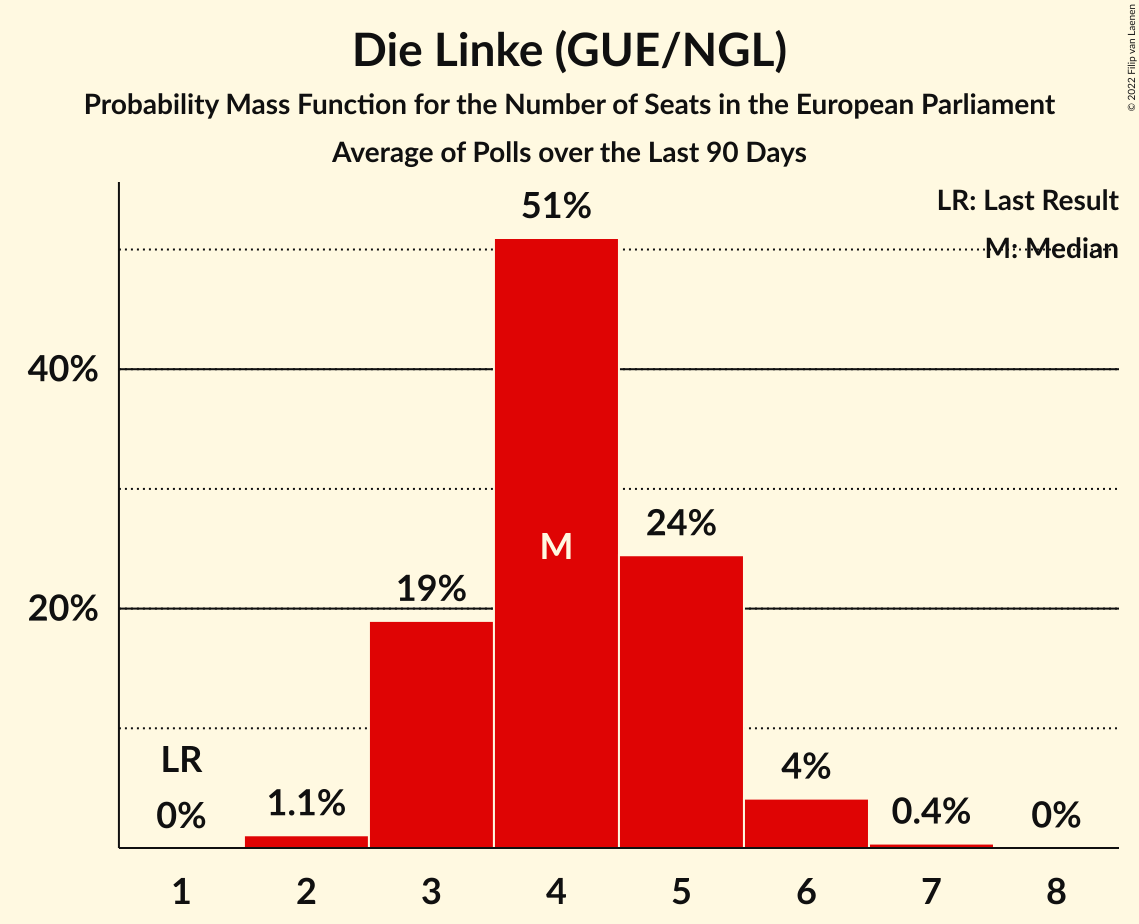 Die Linke (GUE/NGL)
Probability Mass Function for the Number of Seats in the European Parliament
Average of Polls over the Last 90 Days
© 2022 Filip van Laenen
LR: Last Result
M: Median
51%
40%
24%
M
19%
20%
LR
4%
0%
1.1%
0.4%
0%
1 2 3 4 5 6 7 8